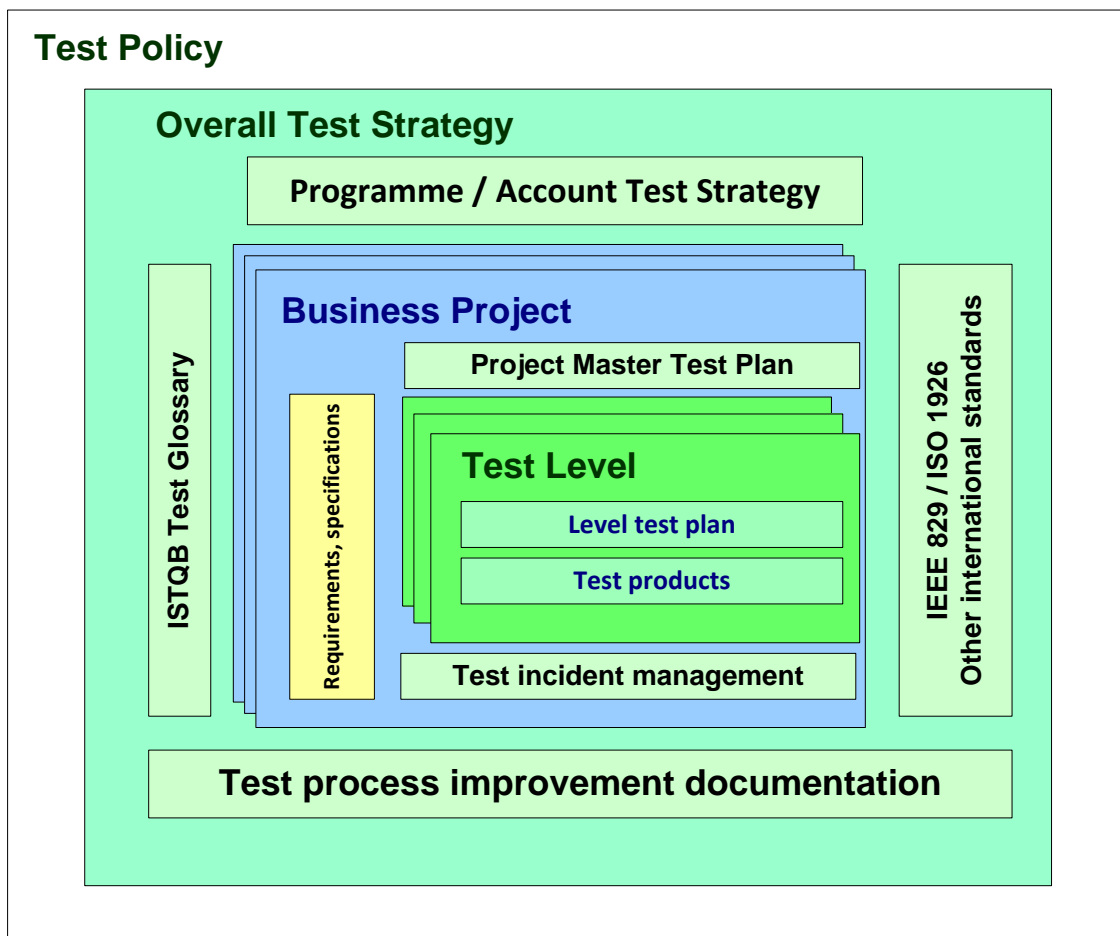 Test Policy
Overall Test Strategy
Programme / Account Test Strategy
ISTQB Test Glossary
Business Project
Project Master Test Plan
Requirements, specifications
Test Level
Level test plan
Test products
Test incident management
IEEE 829 / ISO 1926
Other international standards
Test process improvement documentation